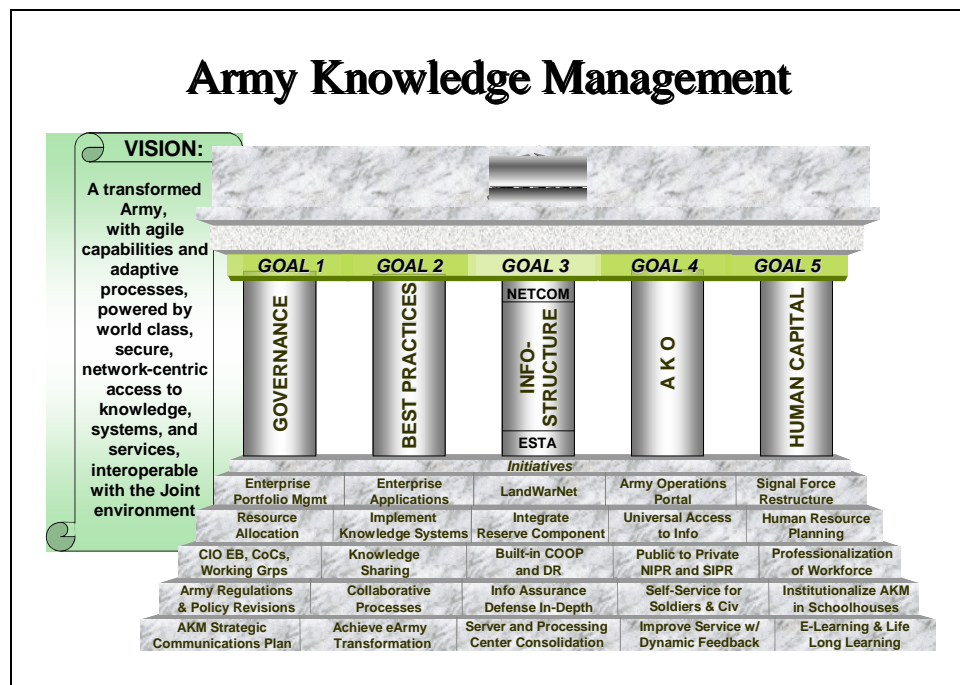 Army Knowledge Management
VISION:
A transformed
Army,
with agile
capabilities and
adaptive
processes,
powered by
world class,
secure,
network-centric
access to
knowledge,
systems, and
services,
interoperable
with the Joint
environment
GOAL 1
GOAL 2
GOAL 3
GOAL 4
GOAL 5
GOVERNANCE
BEST PRACTICES
NETCOM
INFO-
STRUCTURE
ESTA
A K O
HUMAN CAPITAL
Initiatives
Enterprise
Portfolio Mgmt
Enterprise
Applications
LandWarNet
Army Operations
Portal
Signal Force
Restructure
Resource
Allocation
Implement
Knowledge Systems
Integrate
Reserve Component
Universal Access
to Info
Human Resource
Planning
CIO EB, CoCs,
Working Grps
Knowledge
Sharing
Built-in COOP
and DR
Public to Private
NIPR and SIPR
Professionalization
of Workforce
Army Regulations
& Policy Revisions
Collaborative
Processes
Info Assurance
Defense In-Depth
Self-Service for
Soldiers & Civ
Institutionalize AKM
in Schoolhouses
AKM Strategic
Communications Plan
Achieve eArmy
Transformation
Server and Processing
Center Consolidation
Improve Service w/
Dynamic Feedback
E-Learning & Life
Long Learning